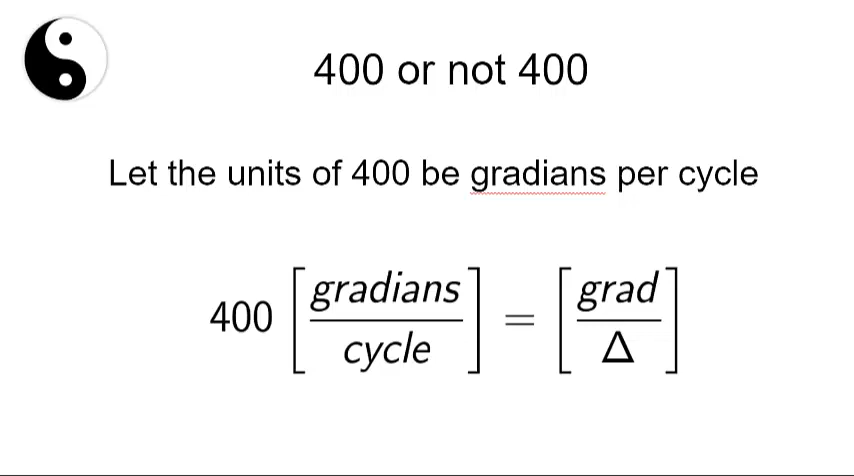 400 or not 400
Let the units of 400 be gradians per cycle
400 [gradians/cycle] = [grad/Δ]